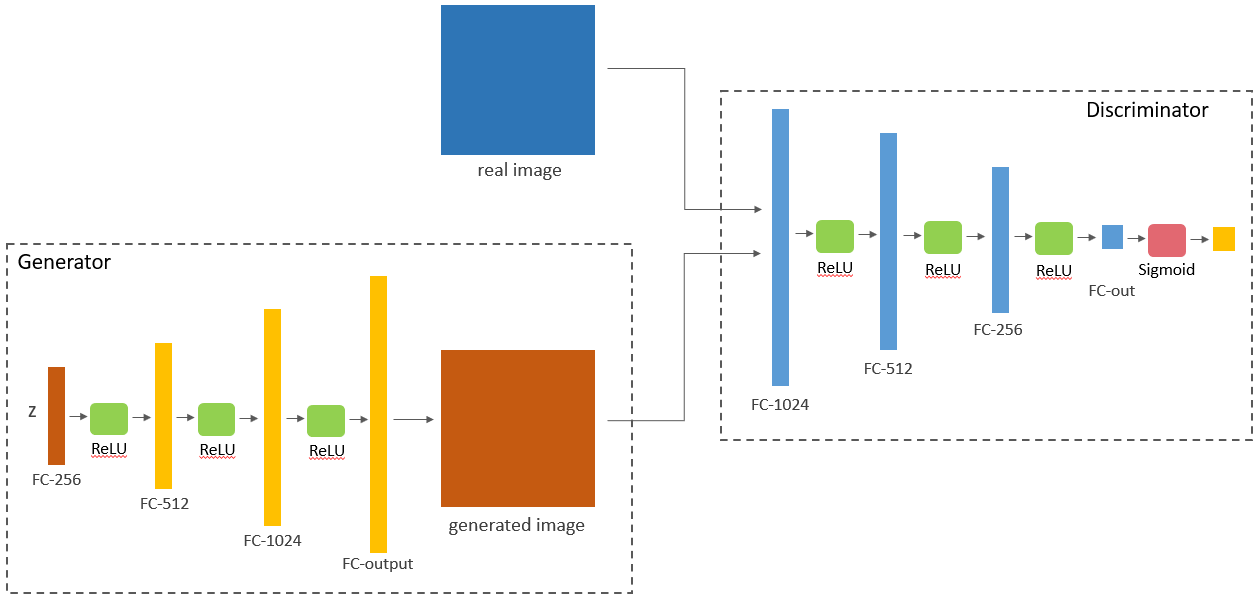 real image
Discriminator
ReLU
ReLU
ReLU
Sigmoid
FC-out
FC-256
FC-512
FC-1024
Generator
z
ReLU
ReLU
ReLU
FC-256
FC-512
FC-1024
FC-output
generated image